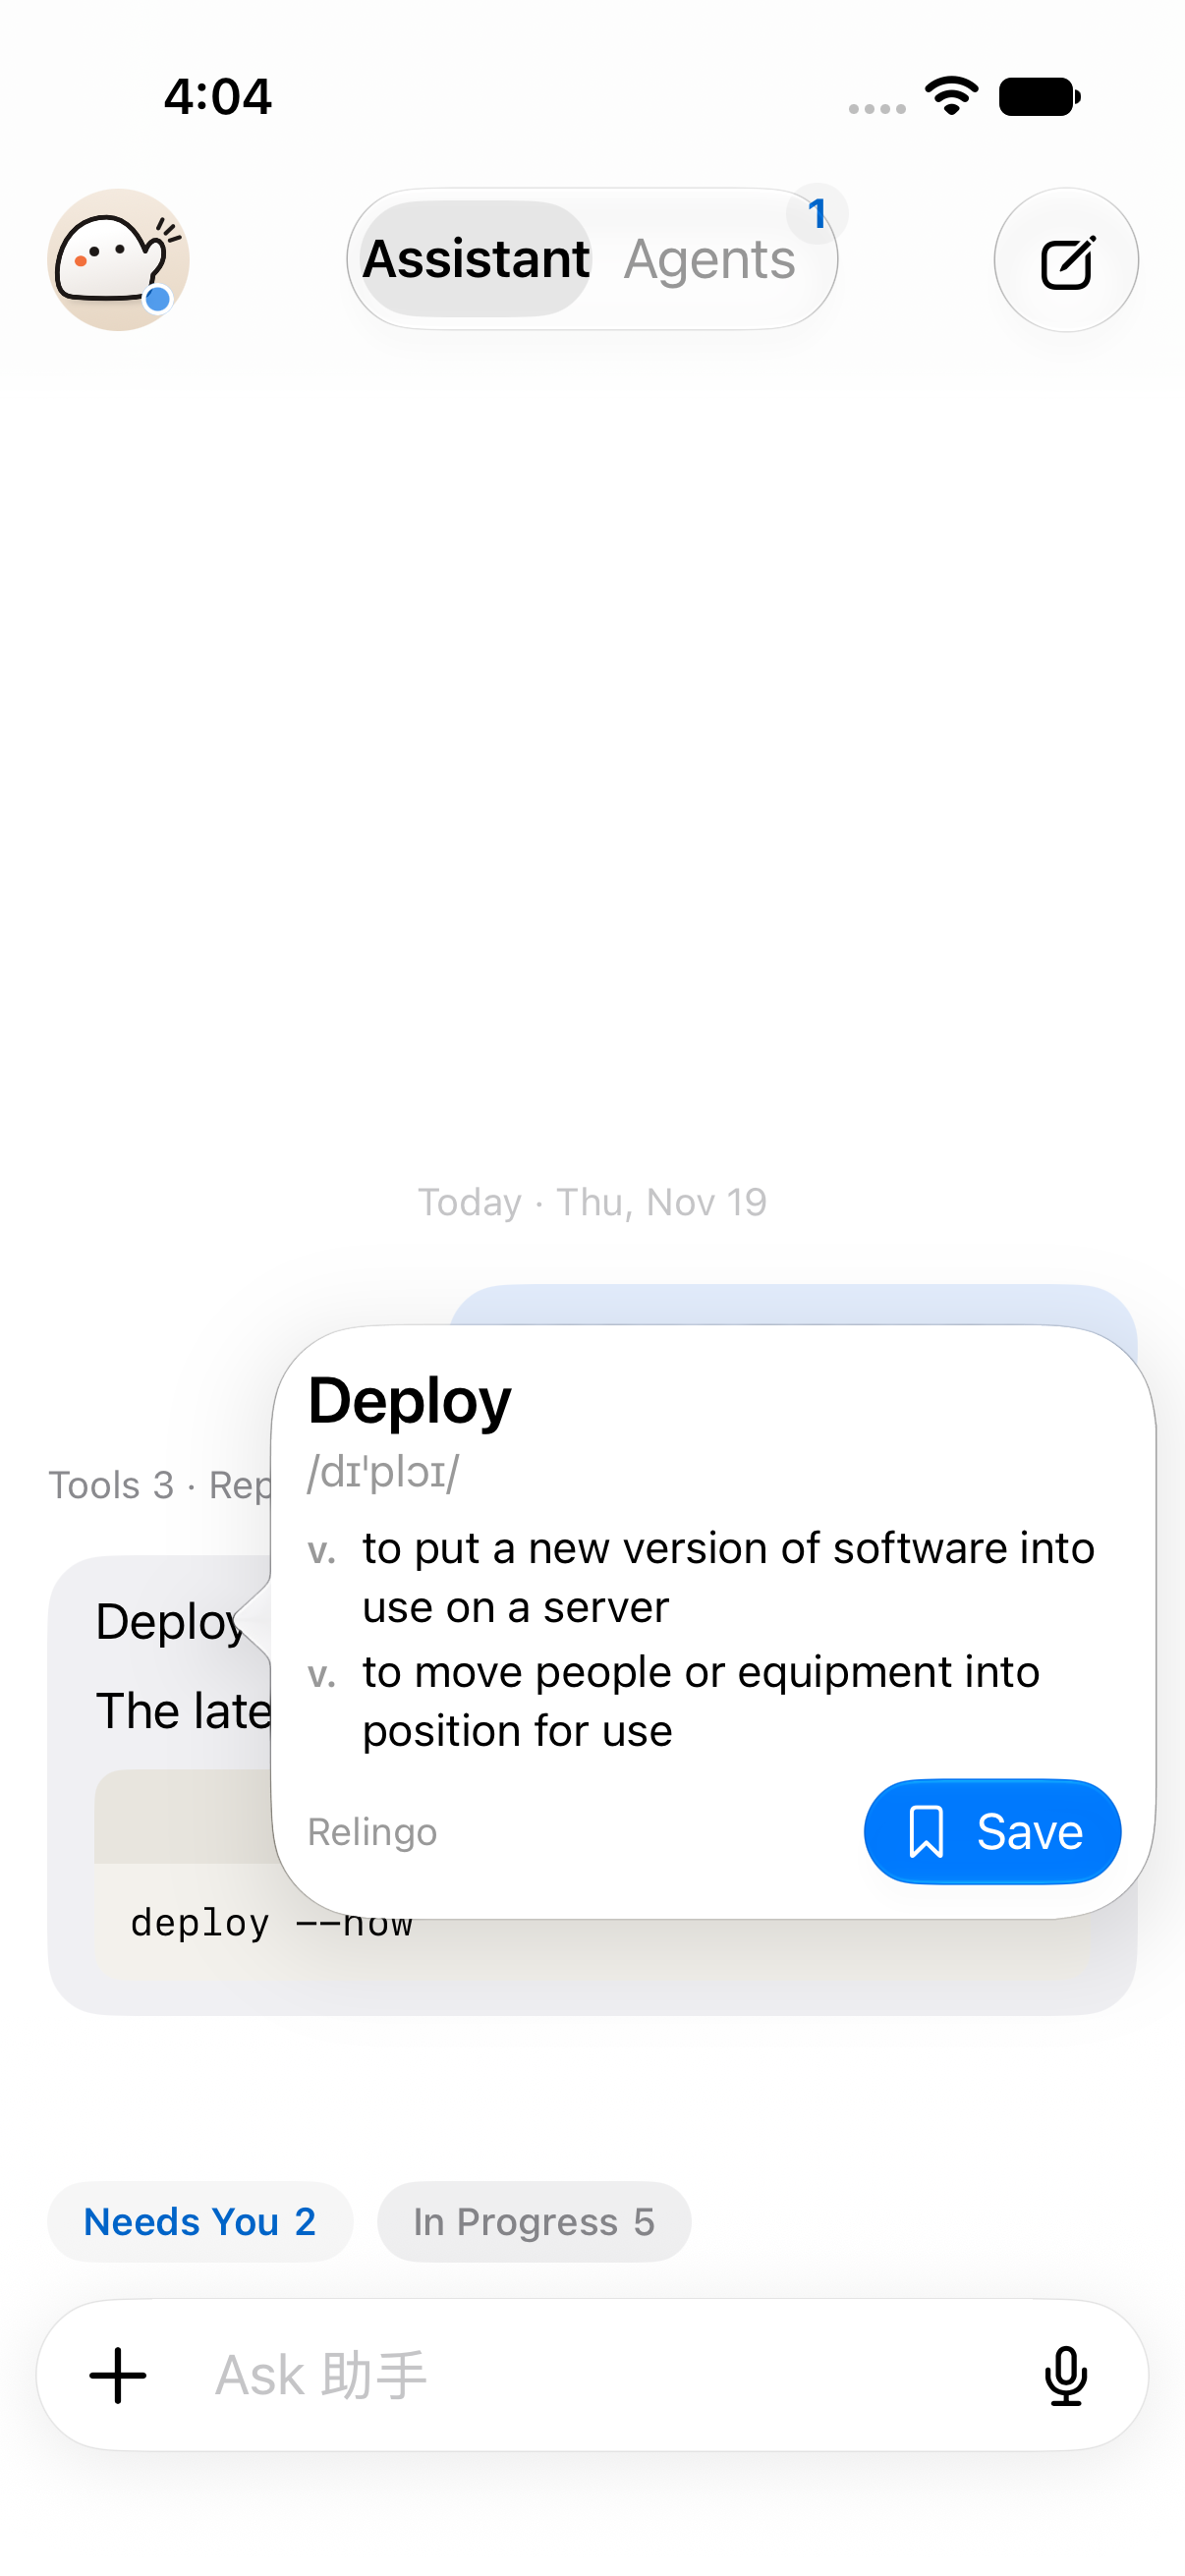 4:04
Assistant
Agents
1
Today · Thu, Nov 19
Deploy
/dɪˈplɔɪ/
v. to put a new version of software into
use on a server
v. to move people or equipment into
position for use
Relingo
Save
Tools 3 ·
Deploy
The
deploy --now
Needs You 2
In Progress 5
Ask 助手